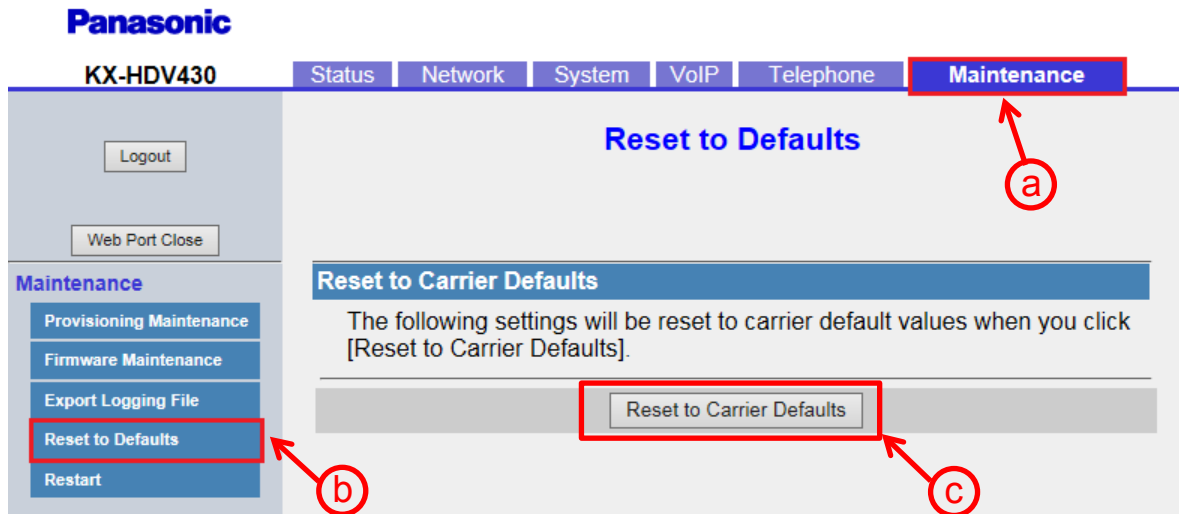 Panasonic
KX-HDV430
Status Network System VoIP Telephone Maintenance
Logout
Web Port Close
Maintenance
Provisioning Maintenance
Firmware Maintenance
Export Logging File
Reset to Defaults
Restart
Reset to Defaults
Reset to Carrier Defaults
The following settings will be reset to carrier default values when you click
[Reset to Carrier Defaults].
Reset to Carrier Defaults
a
b
c